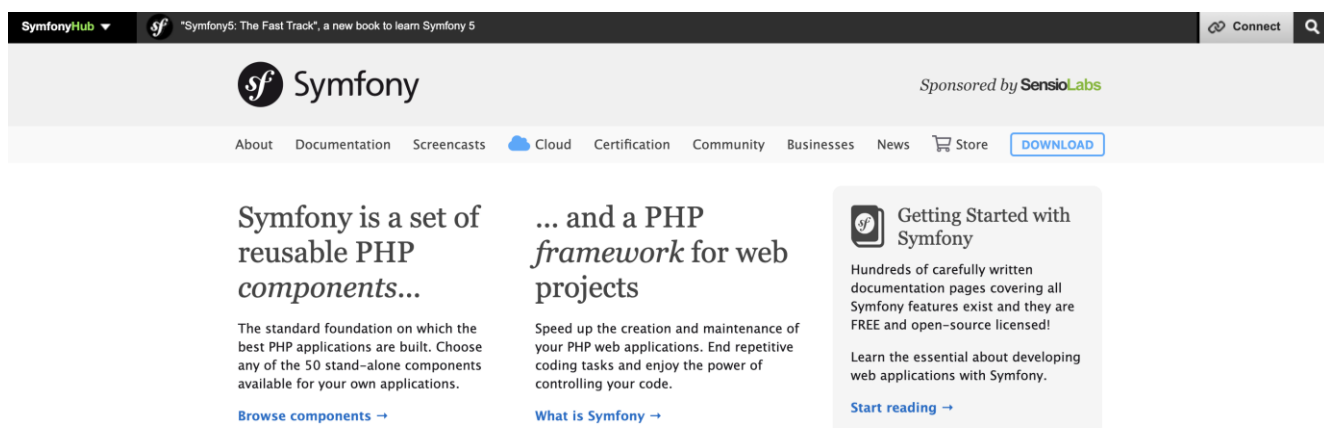 SymfonyHub
sf "Symfony5: The Fast Track", a new book to learn Symfony 5
Connect
sf Symfony
Sponsored by SensioLabs
About Documentation Screencasts Cloud Certification Community Businesses News Store DOWNLOAD
Symfony is a set of
reusable PHP
components...
The standard foundation on which the
best PHP applications are built. Choose
any of the 50 stand-alone components
available for your own applications.
Browse components →
... and a PHP
framework for web
projects
Speed up the creation and maintenance of
your PHP web applications. End repetitive
coding tasks and enjoy the power of
controlling your code.
What is Symfony →
sf
Getting Started with
Symfony
Hundreds of carefully written
documentation pages covering all
Symfony features exist and they are
FREE and open-source licensed!
Learn the essential about developing
web applications with Symfony.
Start reading →